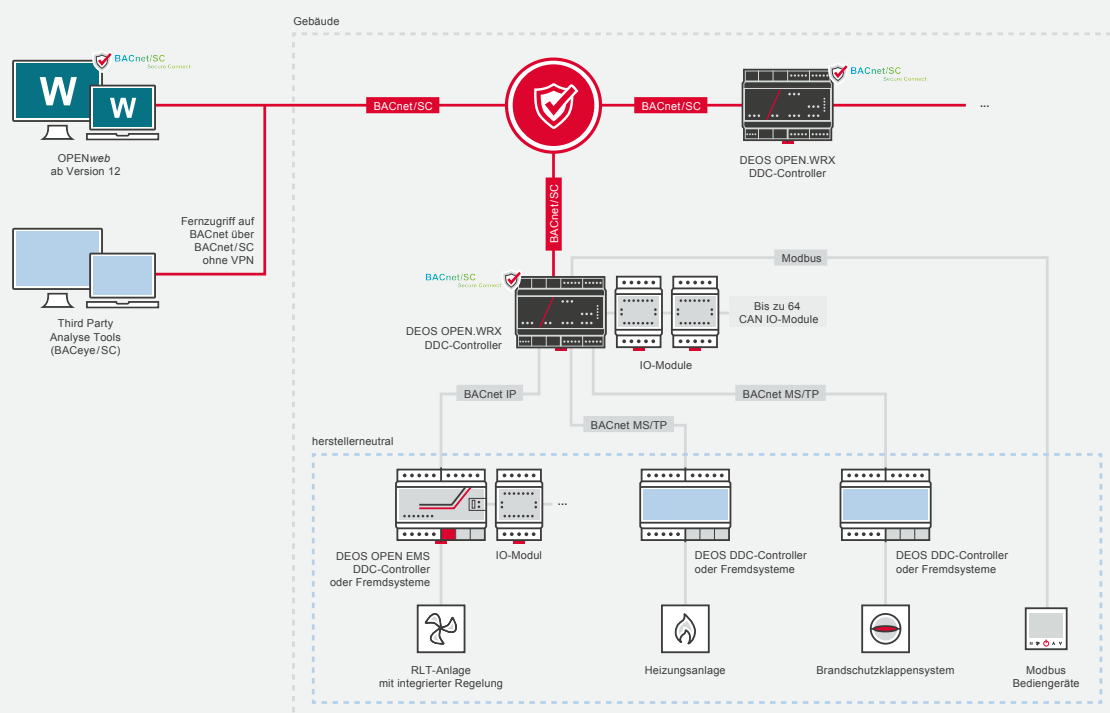 Gebäude
BACnet/SC
Secure Connect
W
W
OPENweb
ab Version 12
BACnet/SC
BACnet/SC
BACnet/SC
Secure Connect
DEOS OPEN.WRX
DDC-Controller
...
Fernzugriff auf
BACnet über
BACnet/SC
ohne VPN
Third Party
Analyse Tools
(BACeye/SC)
BACnet/SC
Modbus
BACnet/SC
Secure Connect
DEOS OPEN.WRX
DDC-Controller
IO-Module
Bis zu 64
CAN IO-Module
BACnet IP
BACnet MS/TP
BACnet MS/TP
herstellerneutral
...
DEOS OPEN EMS
DDC-Controller
oder Fremdsysteme
IO-Modul
DEOS DDC-Controller
oder Fremdsysteme
DEOS DDC-Controller
oder Fremdsysteme
RLT-Anlage
mit integrierter Regelung
Heizungsanlage
Brandschutzklappensystem
Modbus
Bediengeräte